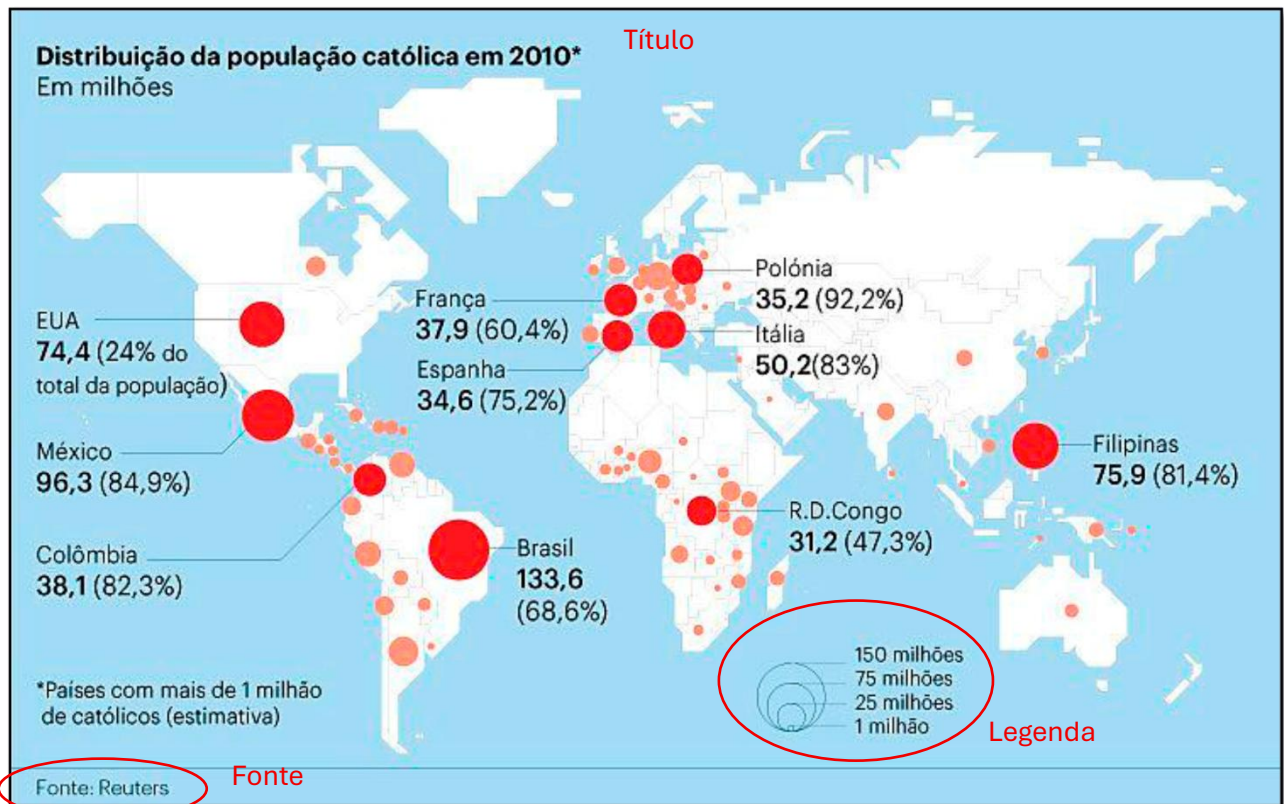 Distribuição da população católica em 2010*
Título
Em milhões
EUA
74,4 (24% do
total da população)
México
96,3 (84,9%)
Colômbia
38,1 (82,3%)
França
37,9 (60,4%)
Espanha
34,6 (75,2%)
Polónia
35,2 (92,2%)
Itália
50,2(83%)
Filipinas
75,9 (81,4%)
R.D.Congo
31,2 (47,3%)
Brasil
133,6
(68,6%)
150 milhões
75 milhões
25 milhões
1 milhão
Legenda
*Países com mais de 1 milhão
de católicos (estimativa)
Fonte
Fonte: Reuters